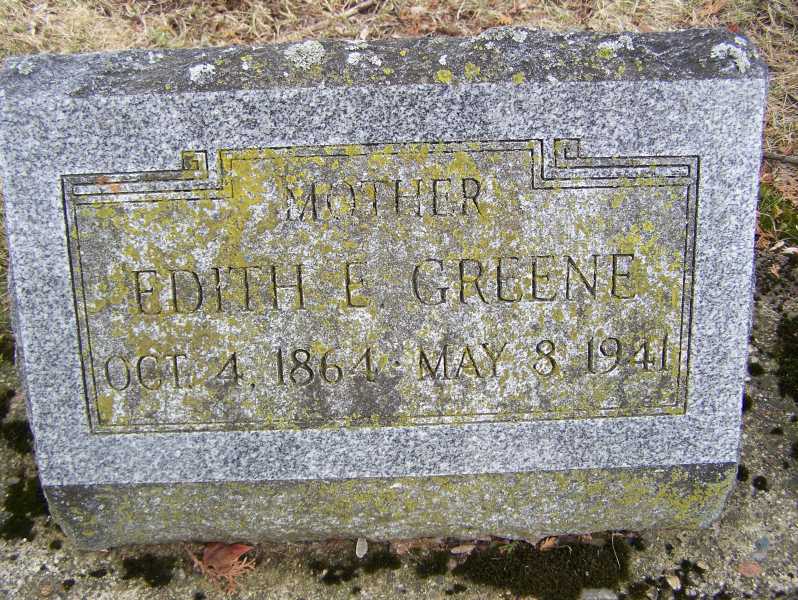 MOTHER
EDITH E. GREENE
OCT. 4, 1864 · MAY 8, 1941